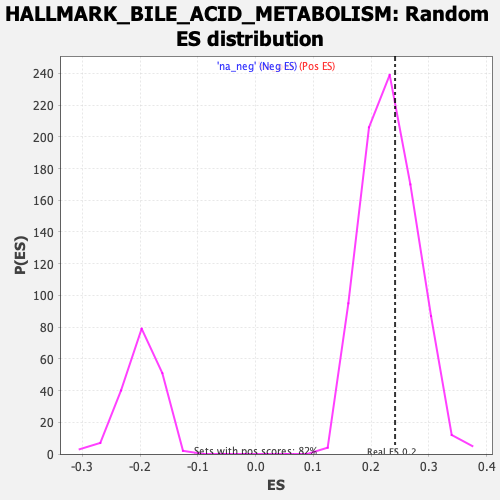 HALLMARK_BILE_ACID_METABOLISM: Random
ES distribution
'na_neg' (Neg ES) (Pos ES)
240
220
200
180
160
140
120
100
80
60
40
20
0
P(ES)
Sets with pos scores: 82%
Real ES 0.2
-0.3 -0.2 -0.1 0.0 0.1 0.2 0.3 0.4
ES